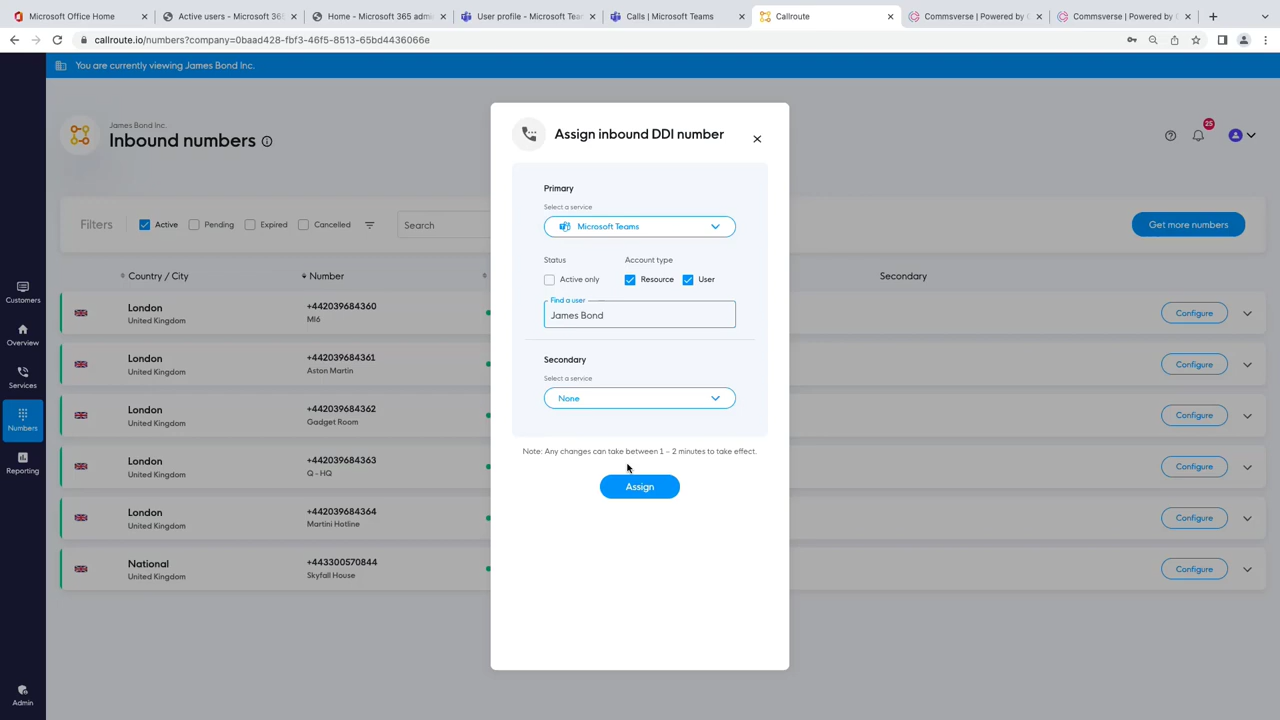 Microsoft Office Home
Active users - Microsoft 365
Home - Microsoft 365 admi
User profile - Microsoft Tea
Calls | Microsoft Teams
Callroute
Commsverse | Powered by
Commsverse | Powered by
callroute.io/numbers?company=0baad428-fbf3-46f5-8513-65bd4436066e
You are currently viewing James Bond Inc.
James Bond Inc.
Inbound numbers
25
Filters
Active
Pending
Expired
Cancelled
Search
Get more numbers
Country / City
Number
Secondary
London
United Kingdom
+442039684360
MI6
Configure
London
United Kingdom
+442039684361
Aston Martin
Configure
London
United Kingdom
+442039684362
Gadget Room
Configure
London
United Kingdom
+442039684363
Q - HQ
Configure
London
United Kingdom
+442039684364
Martini Hotline
Configure
National
United Kingdom
+443300570844
Skyfall House
Configure
Customers
Overview
Services
Numbers
Reporting
Admin
Assign inbound DDI number
Primary
Select a service
Microsoft Teams
Status
Account type
Active only
Resource
User
Find a user
James Bond
Secondary
Select a service
None
Note: Any changes can take between 1 – 2 minutes to take effect.
Assign